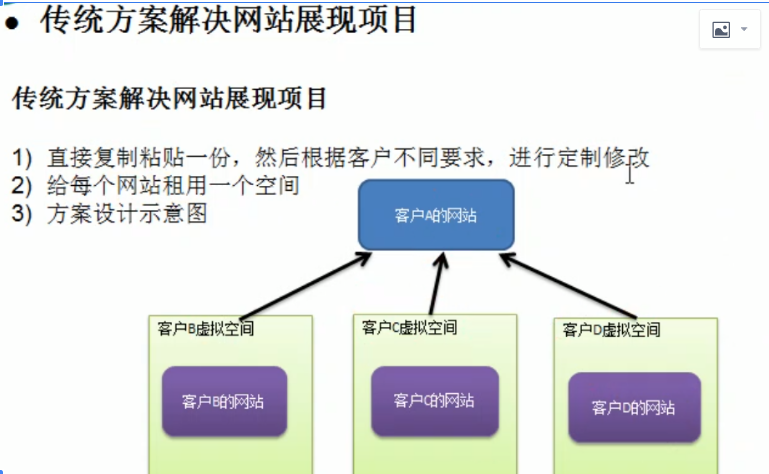 ● 传统方案解决网站展现项目
传统方案解决网站展现项目
1) 直接复制粘贴一份，然后根据客户不同要求，进行定制修改
2) 给每个网站租用一个空间
3) 方案设计示意图
客户A的网站
客户B虚拟空间
客户C虚拟空间
客户D虚拟空间
客户B的网站
客户C的网站
客户D的网站